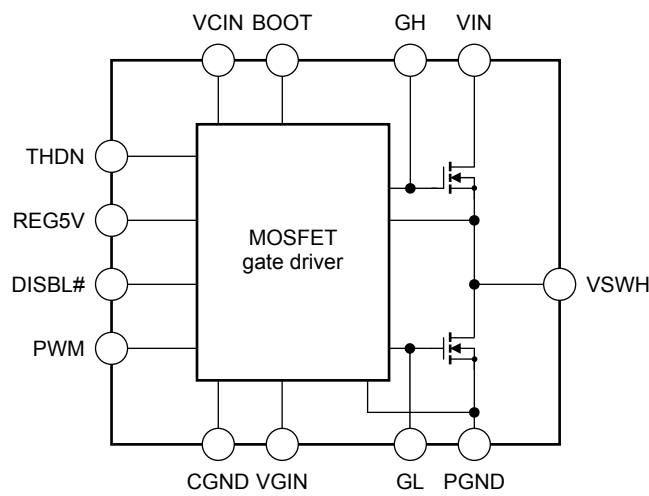 VCIN BOOT GH VIN
THDN
REG5V
DISBL#
PWM
MOSFET
gate driver
VSWH
CGND VGIN GL PGND